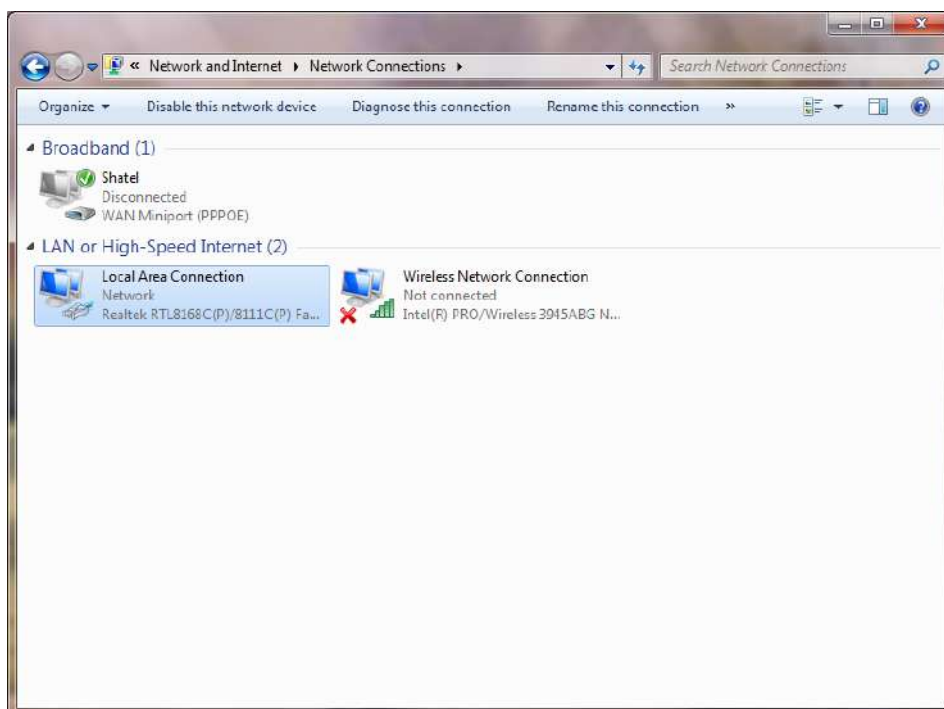 « Network and Internet ▸ Network Connections ▸ Search Network Connections
Organize ▾ Disable this network device Diagnose this connection Rename this connection »
Broadband (1)
Shatel
Disconnected
WAN Miniport (PPPOE)
LAN or High-Speed Internet (2)
Local Area Connection
Network
Realtek RTL8168C(P)/8111C(P) Fa...
Wireless Network Connection
Not connected
Intel(R) PRO/Wireless 3945ABG N...